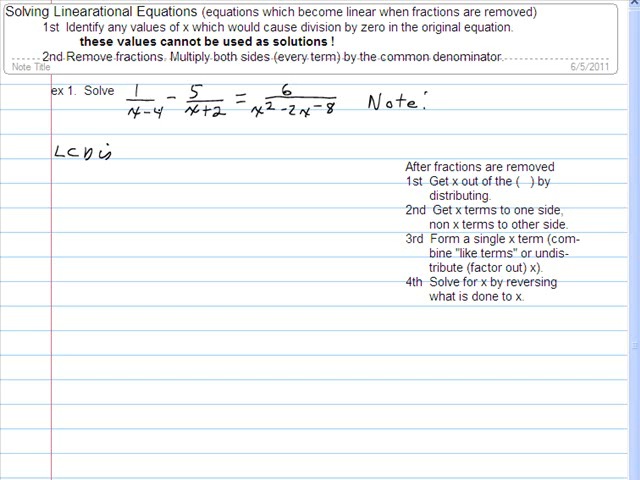 Solving Linearational Equations (equations which become linear when fractions are removed)
1st Identify any values of x which would cause division by zero in the original equation.
these values cannot be used as solutions !
2nd Remove fractions. Multiply both sides (every term) by the common denominator.
Note Title
6/5/2011
ex 1. Solve 1/(x-4) - 5/(x+2) = 6/(x²-2x-8) Note:
LCD is
After fractions are removed
1st Get x out of the ( ) by
distributing.
2nd Get x terms to one side,
non x terms to other side.
3rd Form a single x term (com-
bine "like terms" or undis-
tribute (factor out) x).
4th Solve for x by reversing
what is done to x.